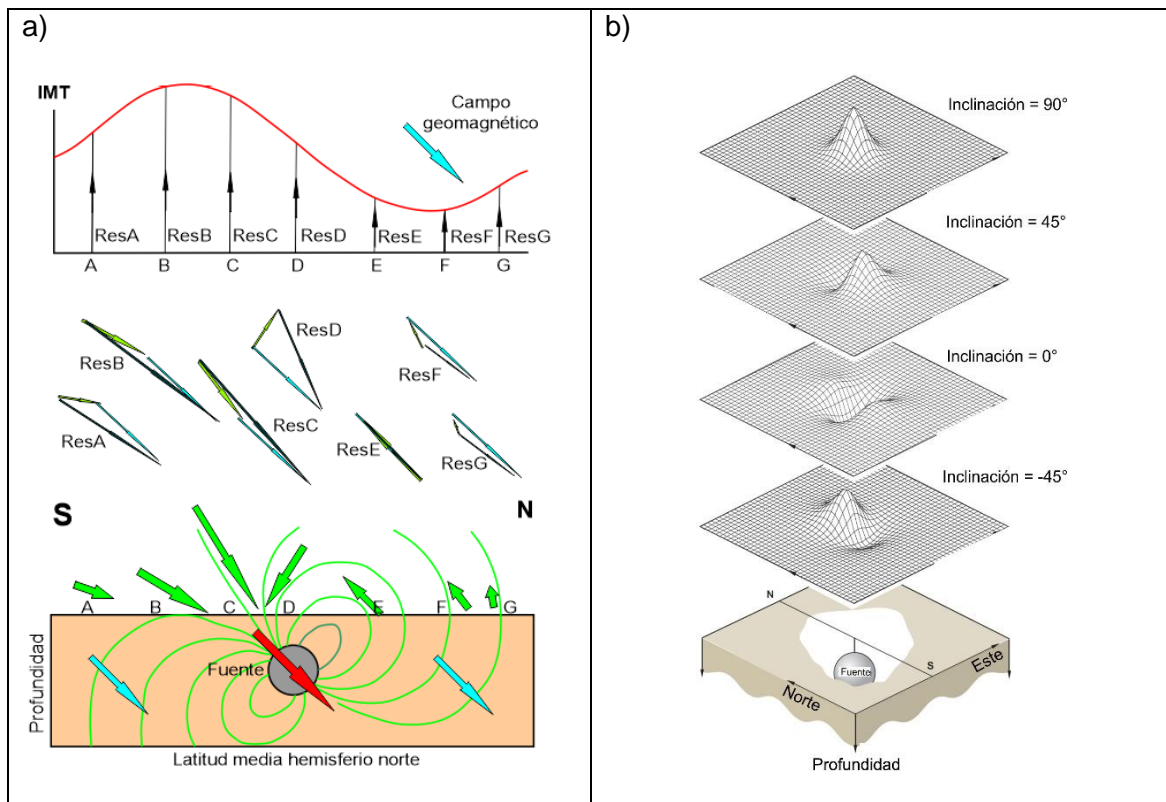 a)
IMT
Campo
geomagnético
ResA
ResB
ResC
ResD
ResE
ResF
ResG
A
B
C
D
E
F
G
ResB
ResA
ResD
ResC
ResF
ResE
ResG
S
N
A
B
C
D
E
F
G
Fuente
Profundidad
Latitud media hemisferio norte
b)
Inclinación = 90°
Inclinación = 45°
Inclinación = 0°
Inclinación = -45°
N
S
Fuente
Norte
Este
Profundidad